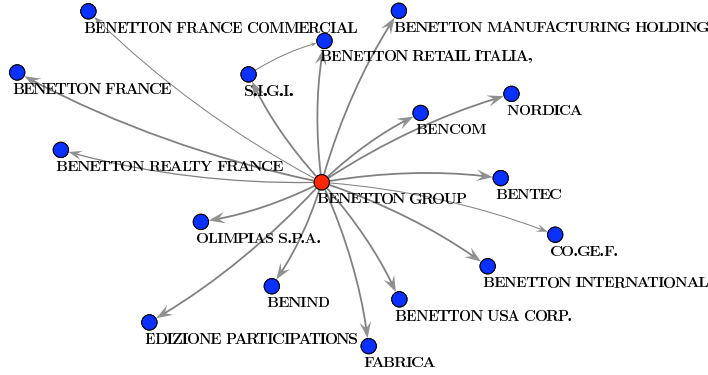 BENETTON FRANCE COMMERCIAL
BENETTON MANUFACTURING HOLDING
BENETTON RETAIL ITALIA,
BENETTON FRANCE
S.I.G.I.
NORDICA
BENCOM
BENETTON REALTY FRANCE
BENTEC
BENETTON GROUP
OLIMPIAS S.P.A.
CO.GE.F.
BENETTON INTERNATIONAL
BENIND
BENETTON USA CORP.
EDIZIONE PARTICIPATIONS
FABRICA